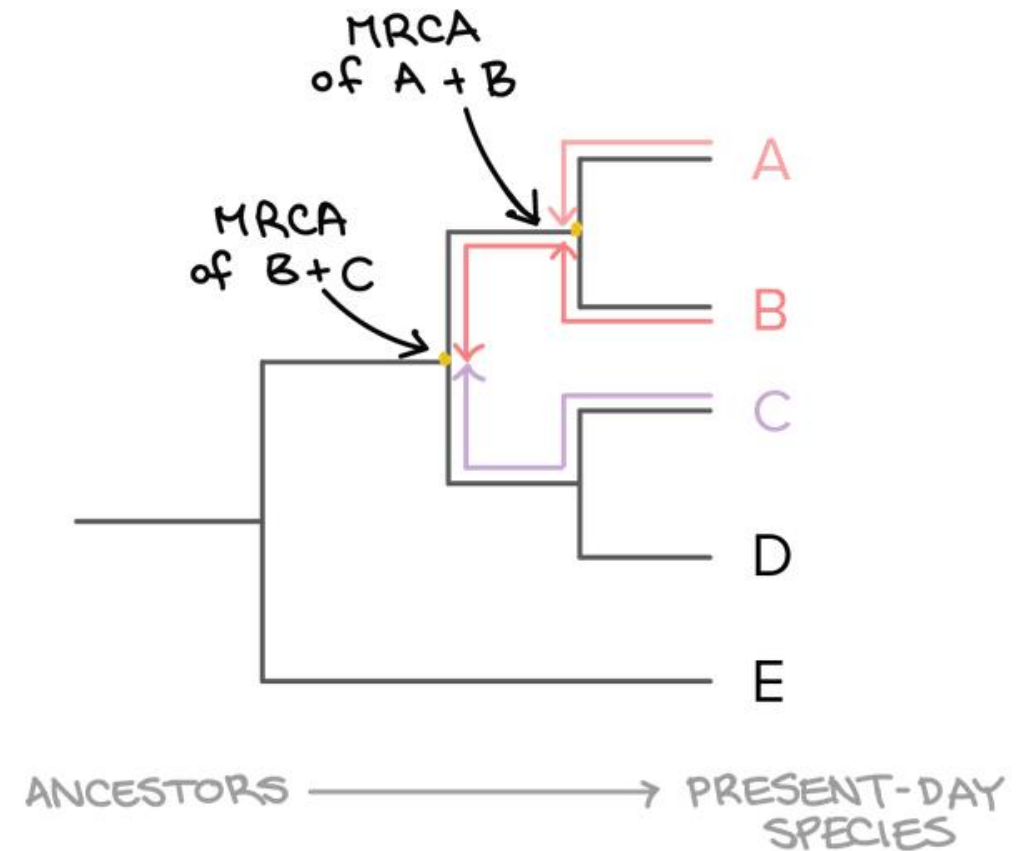 MRCA
of A + B
MRCA
of B+C
A
B
C
D
E
ANCESTORS
PRESENT-DAY
SPECIES